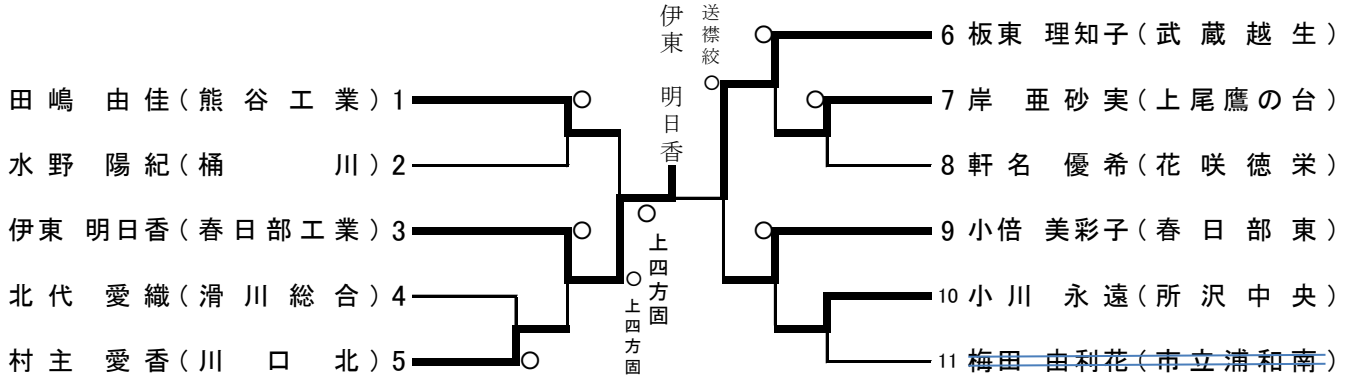 田嶋 由佳(熊谷工業) 1
水野 陽紀(桶川) 2
伊東 明日香(春日部工業) 3
北代 愛織(滑川総合) 4
村主 愛香(川口北) 5
伊東 明日香
送襟絞
上四方固
上四方固
6 板東 理知子(武蔵越生)
7 岸 亜砂実(上尾鷹の台)
8 軒名 優希(花咲徳栄)
9 小倍 美彩子(春日部東)
10 小川 永遠(所沢中央)
11 梅田 由利花(市立浦和南)